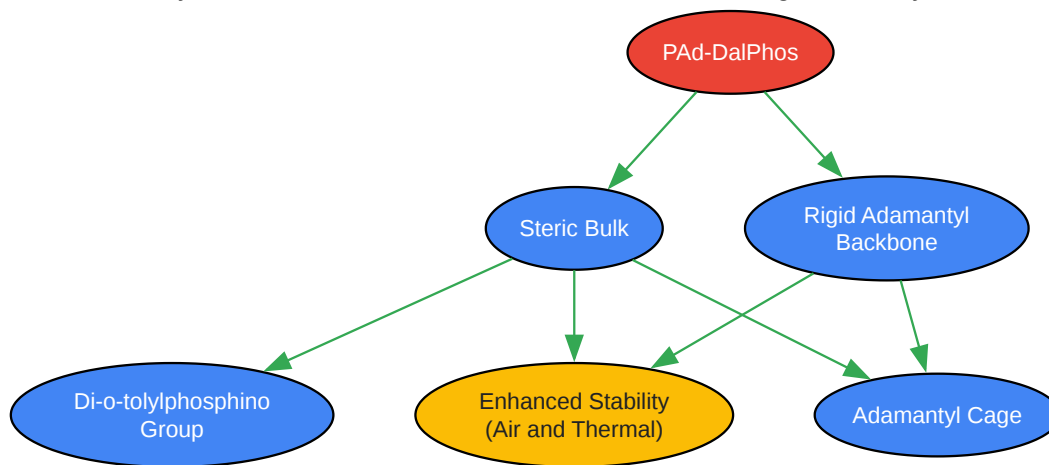 PAd-DalPhos
Steric Bulk
Rigid Adamantyl
Backbone
Di-o-tolylphosphino
Group
Enhanced Stability
(Air and Thermal)
Adamantyl Cage